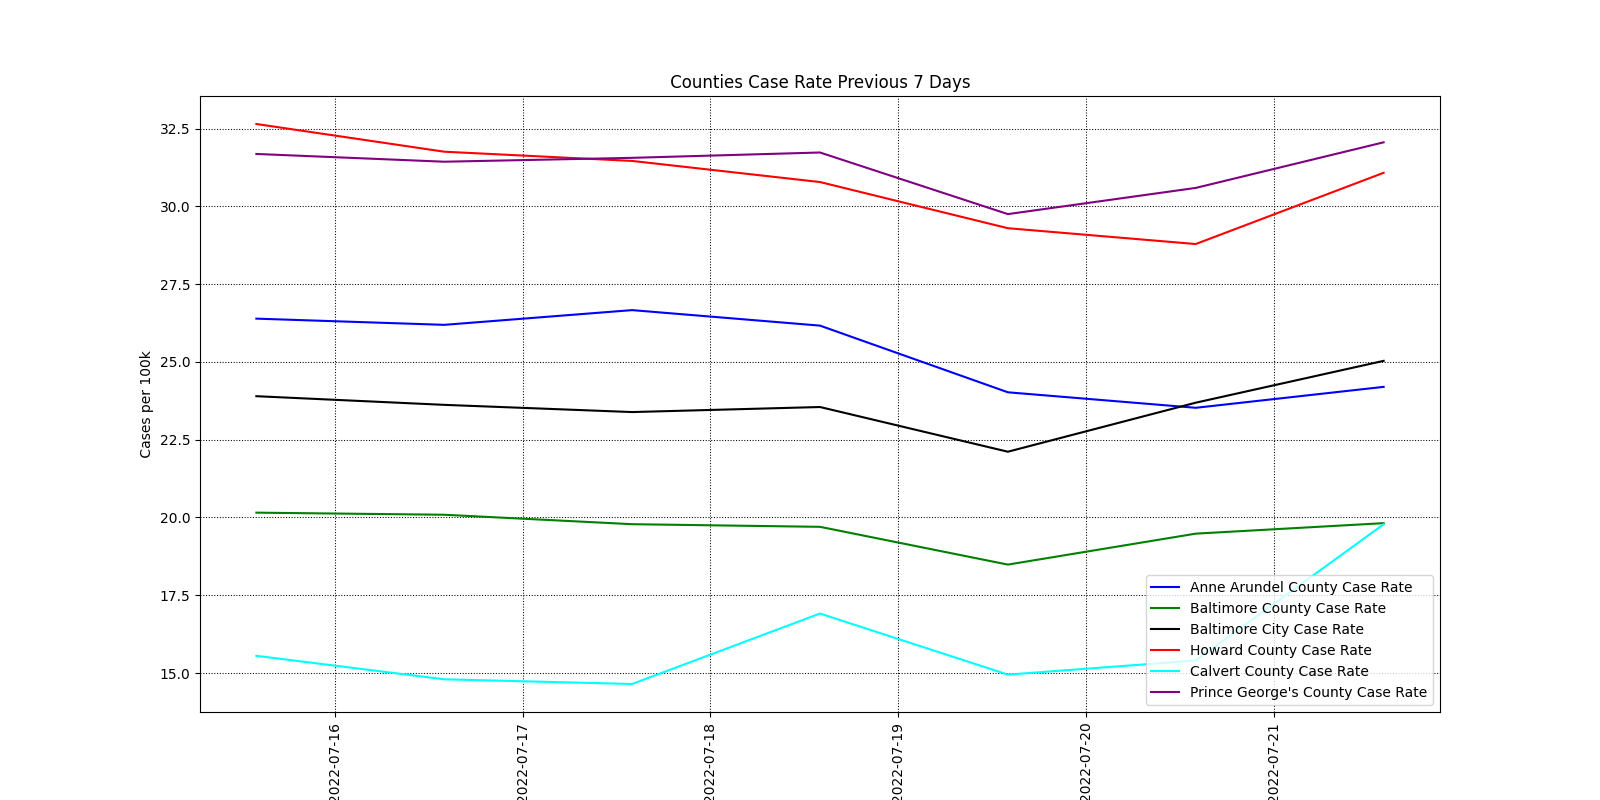 Counties Case Rate Previous 7 Days
32.5
30.0
27.5
25.0
22.5
20.0
17.5
15.0
Cases per 100k
2022-07-16
2022-07-17
2022-07-18
2022-07-19
2022-07-20
2022-07-21
Anne Arundel County Case Rate
Baltimore County Case Rate
Baltimore City Case Rate
Howard County Case Rate
Calvert County Case Rate
Prince George's County Case Rate